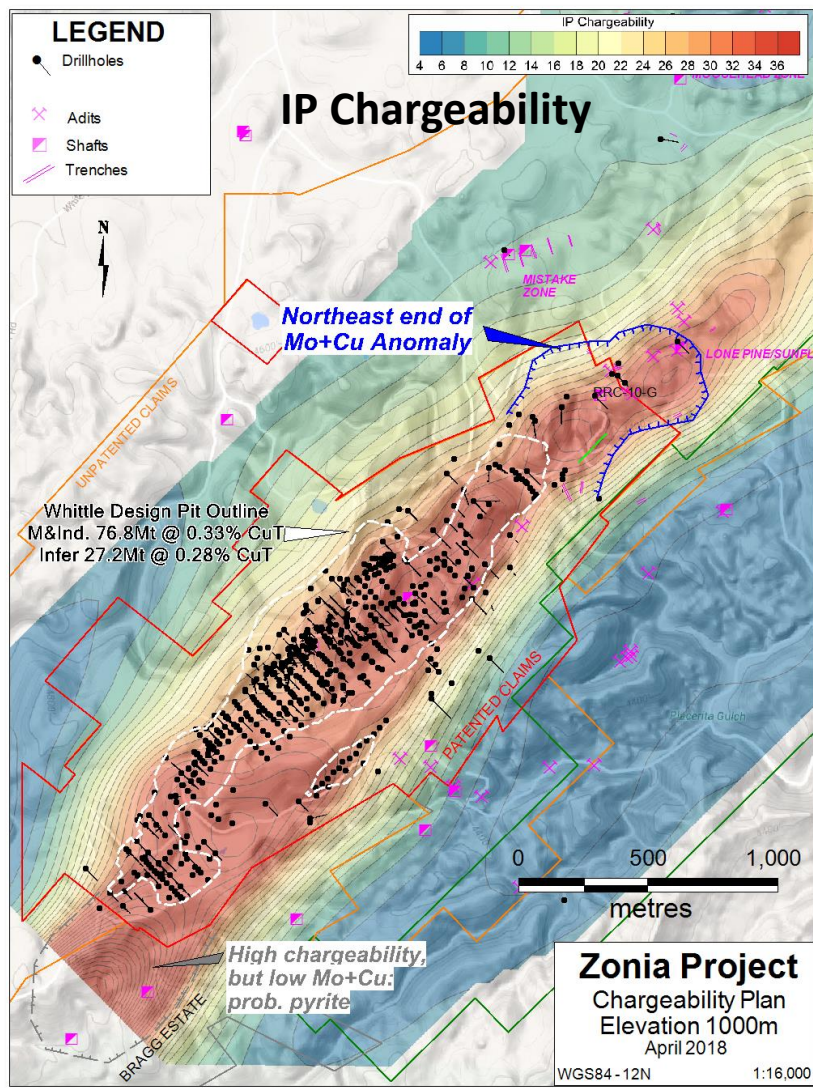 LEGEND
Drillholes
Adits
Shafts
Trenches
IP Chargeability
4 6 8 10 12 14 16 18 20 22 24 26 28 30 32 34 36
MOOSEHEAD ZONE
IP Chargeability
N
MISTAKE
ZONE
Northeast end of
Mo+Cu Anomaly
LONE PINE/SUNFL
RRC-10-G
UNPATENTED CLAIMS
Whittle Design Pit Outline
M&Ind. 76.8Mt @ 0.33% CuT
Infer 27.2Mt @ 0.28% CuT
PATENTED CLAIMS
Placenta Gulch
0 500 1,000
metres
High chargeability,
but low Mo+Cu:
prob. pyrite
BRAGG ESTATE
Zonia Project
Chargeability Plan
Elevation 1000m
April 2018
WGS84 - 12N 1:16,000